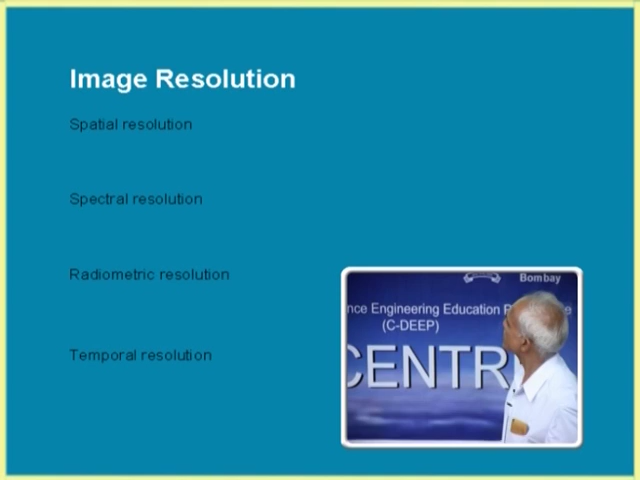 Image Resolution
Spatial resolution
Spectral resolution
Radiometric resolution
Temporal resolution
Bombay
nce Engineering Education P e
(C-DEEP)
CENTR